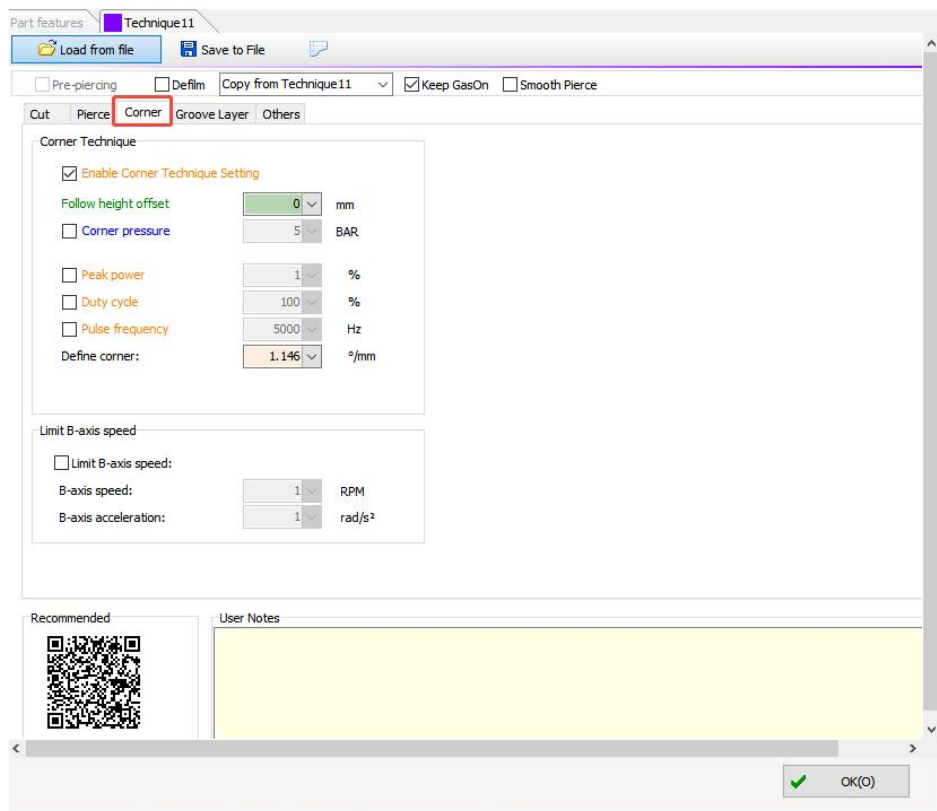 Part features Technique11
Load from file Save to File
Pre-piercing Defilm Copy from Technique11 Keep GasOn Smooth Pierce
Cut Pierce Corner Groove Layer Others
Corner Technique
Enable Corner Technique Setting
Follow height offset 0 mm
Corner pressure 5 BAR
Peak power 1 %
Duty cycle 100 %
Pulse frequency 5000 Hz
Define corner: 1.146 °/mm
Limit B-axis speed
Limit B-axis speed:
B-axis speed: 1 RPM
B-axis acceleration: 1 rad/s²
Recommended User Notes
OK(O)